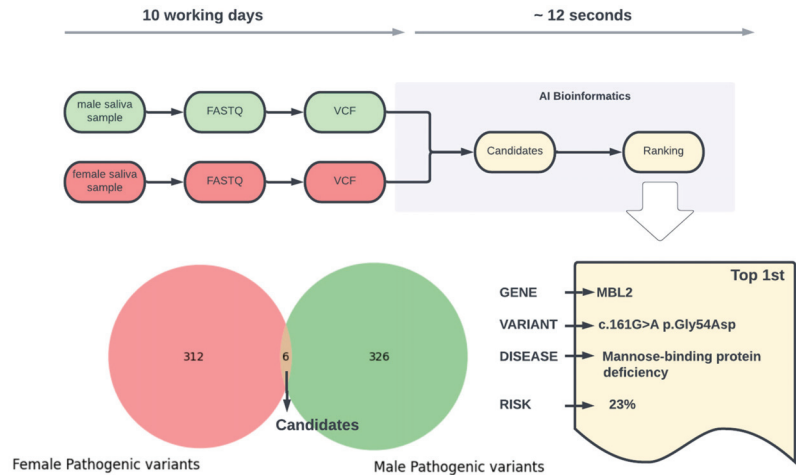 10 working days
~ 12 seconds
AI Bioinformatics
male saliva
sample
FASTQ
VCF
Candidates
Ranking
female saliva
sample
FASTQ
VCF
Top 1st
GENE
MBL2
VARIANT
c.161G>A p.Gly54Asp
DISEASE
Mannose-binding protein
deficiency
RISK
23%
312
6
326
Candidates
Female Pathogenic variants
Male Pathogenic variants